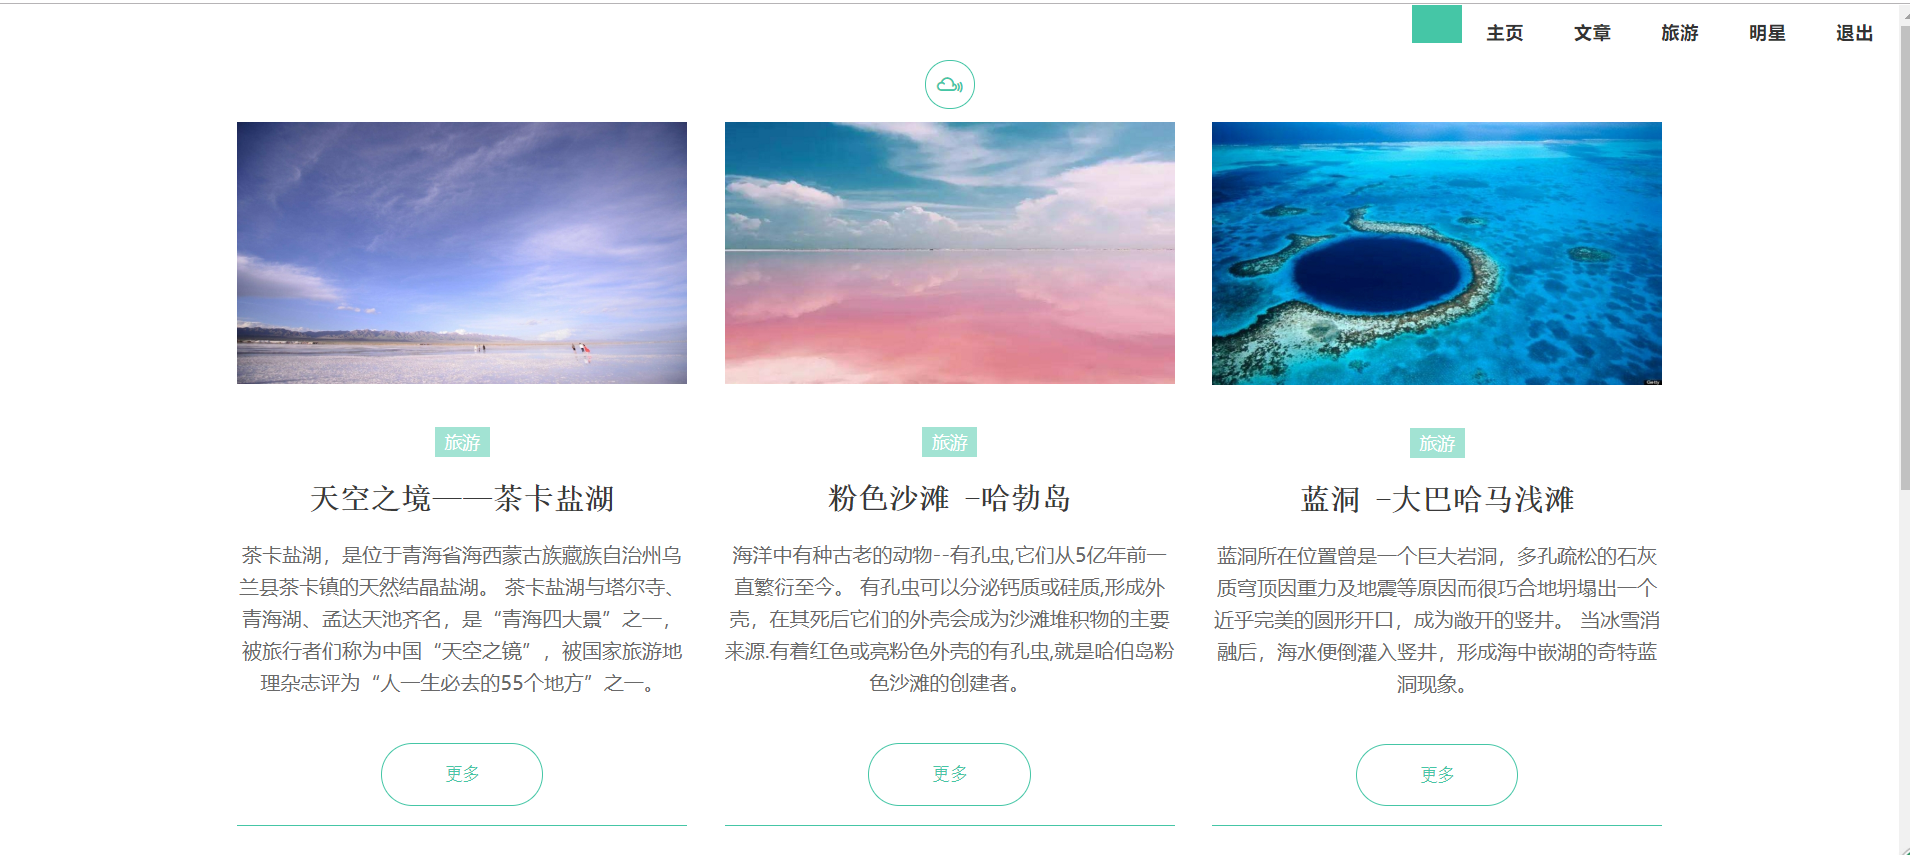 主页 文章 旅游 明星 退出
旅游
天空之境——茶卡盐湖
茶卡盐湖，是位于青海省海西蒙古族藏族自治州乌
兰县茶卡镇的天然结晶盐湖。 茶卡盐湖与塔尔寺、
青海湖、孟达天池齐名，是“青海四大景”之一，
被旅行者们称为中国“天空之镜”，被国家旅游地
理杂志评为“人一生必去的55个地方”之一。
更多
旅游
粉色沙滩 -哈勃岛
海洋中有种古老的动物--有孔虫,它们从5亿年前一
直繁衍至今。 有孔虫可以分泌钙质或硅质,形成外
壳，在其死后它们的外壳会成为沙滩堆积物的主要
来源.有着红色或亮粉色外壳的有孔虫,就是哈伯岛粉
色沙滩的创建者。
更多
旅游
蓝洞 -大巴哈马浅滩
蓝洞所在位置曾是一个巨大岩洞，多孔疏松的石灰
质穹顶因重力及地震等原因而很巧合地坍塌出一个
近乎完美的圆形开口，成为敞开的竖井。 当冰雪消
融后，海水便倒灌入竖井，形成海中嵌湖的奇特蓝
洞现象。
更多